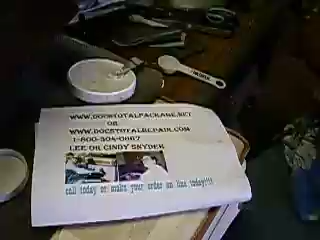 WWW.DOCSTOTALPACKAGE.NET
OR
WWW.DOCSTOTALREPAIR.COM
1-800-304-0667
LEE OR CINDY SNYDER
call today or make your order on line today!!!